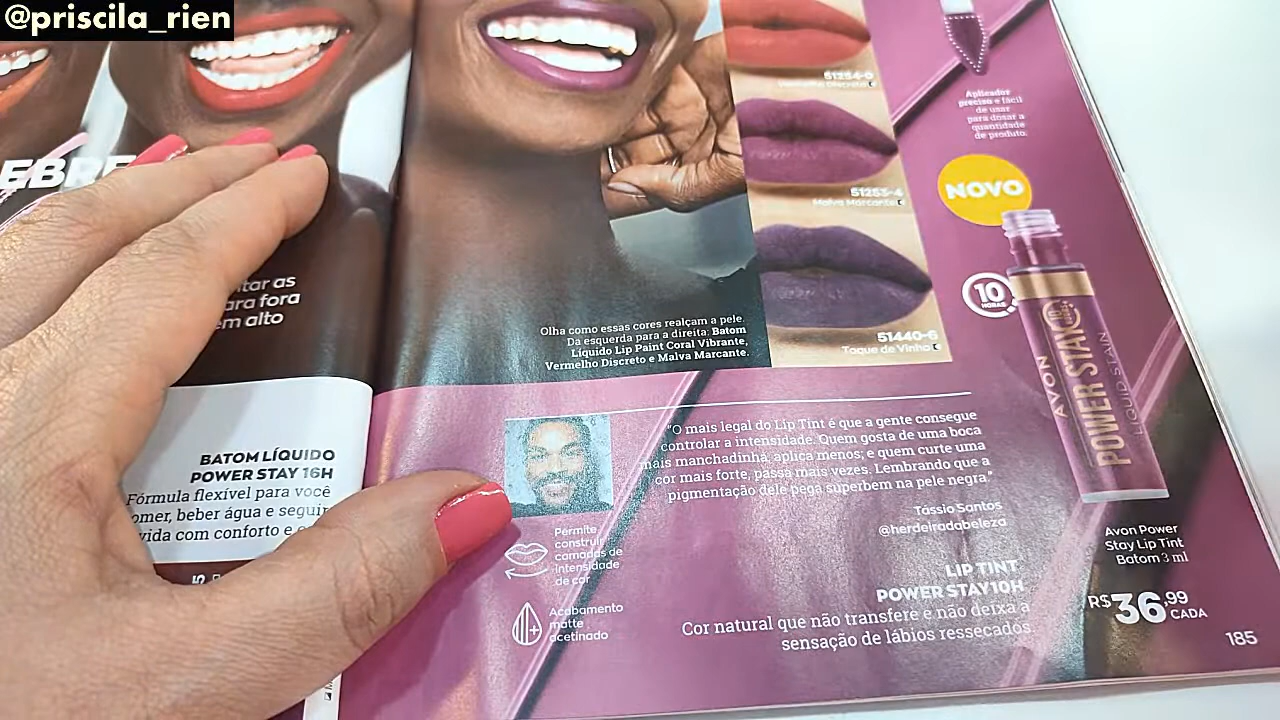 @priscila_rien
EBRE
tar as
ara fora
em alto
BATOM LÍQUIDO
POWER STAY 16H
Fórmula flexível para você
omer, beber água e seguir
vida com conforto e
51254-0
Vermelho Discreto
51253-4
Malva Marcante
51440-6
Toque de Vinho
Olha como essas cores realçam a pele.
Da esquerda para a direita: Batom
Líquido Lip Paint Coral Vibrante,
Vermelho Discreto e Malva Marcante.
Aplicador
preciso e fácil
de usar
para dosar a
quantidade
de produto.
NOVO
10
HORAS
AVON
POWER STAY
LIQUID STAIN
"O mais legal do Lip Tint é que a gente consegue
controlar a intensidade. Quem gosta de uma boca
mais manchadinha, aplica menos; e quem curte uma
cor mais forte, passa mais vezes. Lembrando que a
pigmentação dele pega superbem na pele negra."
Tássio Santos
@herdeiradabeleza
Permite
construir
camadas de
intensidade
de cor
Acabamento
matte
acetinado
LIP TINT
POWER STAY 10H
Cor natural que não transfere e não deixa a
sensação de lábios ressecados.
Avon Power
Stay Lip Tint
Batom 3 ml
R$36,99
CADA
185